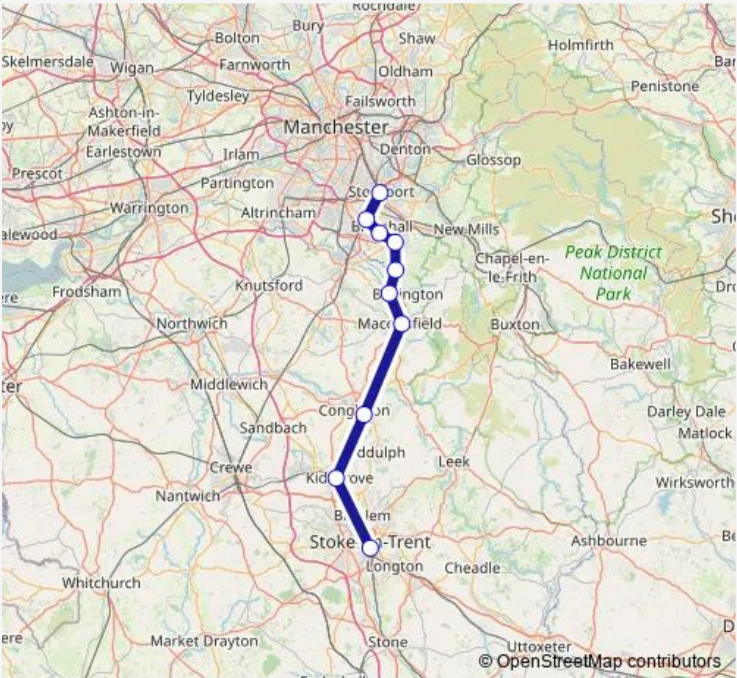 Rochdale
Bury
Bolton
Shaw
Holmfirth
Skelmersdale
Wigan
Farnworth
Oldham
Tyldesley
Penistone
Failsworth
Ashton-in-
Makerfield
Manchester
Earlestown
Irlam
Denton
Glossop
Prescot
Partington
Warrington
Altrincham
New Mills
Chapel-en-
le-Frith
Peak District
National
Park
Frodsham
Knutsford
Northwich
Buxton
Bakewell
Middlewich
Darley Dale
Sandbach
Matlock
Crewe
ddulph
Leek
Nantwich
Wirksworth
Stoke-on-Trent
Ashbourne
Longton
Cheadle
Whitchurch
Market Drayton
Stone
Uttoxeter
© OpenStreetMap contributors